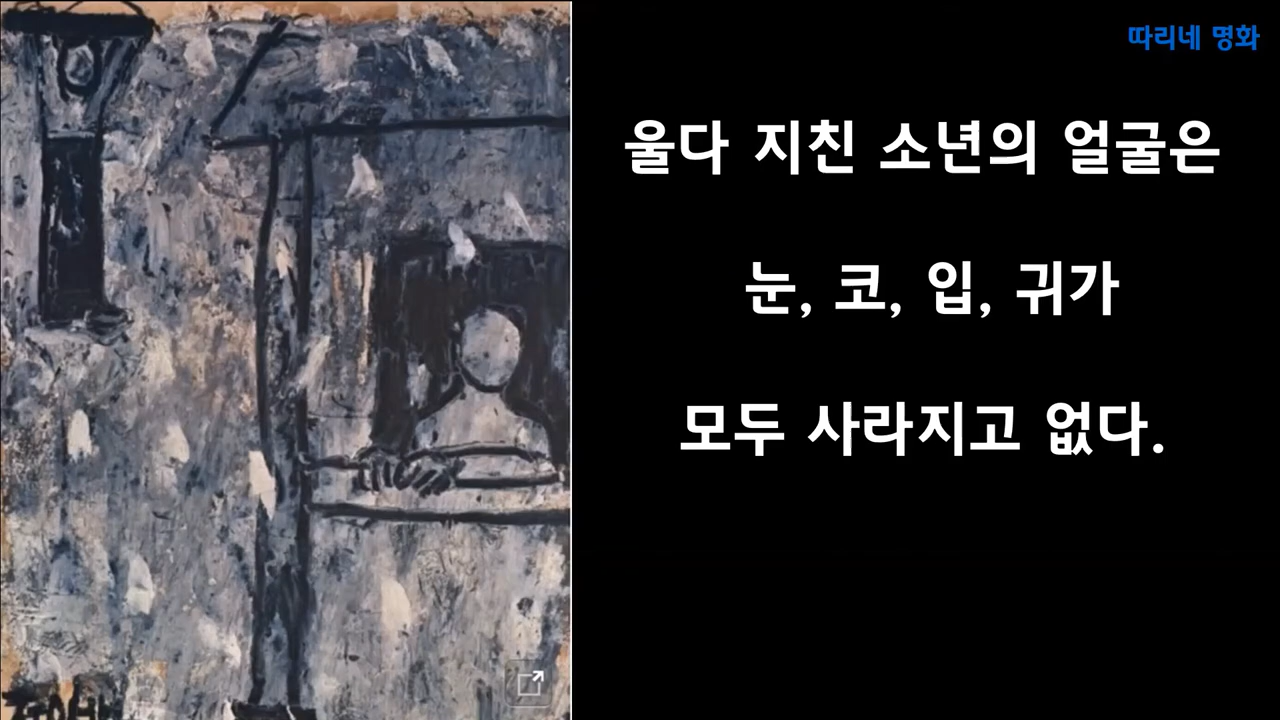 따리네 명화
울다 지친 소년의 얼굴은
눈, 코, 입, 귀가
모두 사라지고 없다.